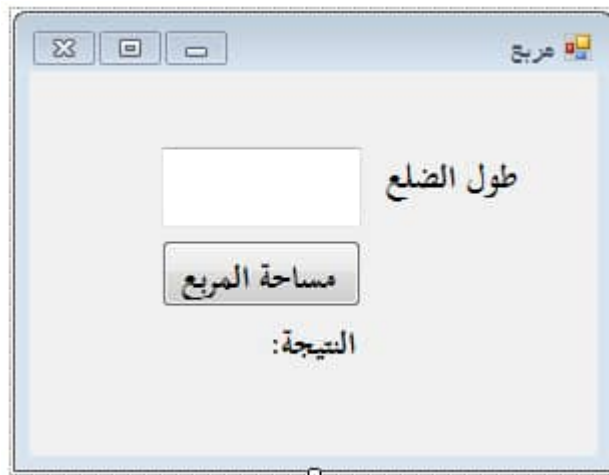 مربع
طول الضلع
مساحة المربع
النتيجة: